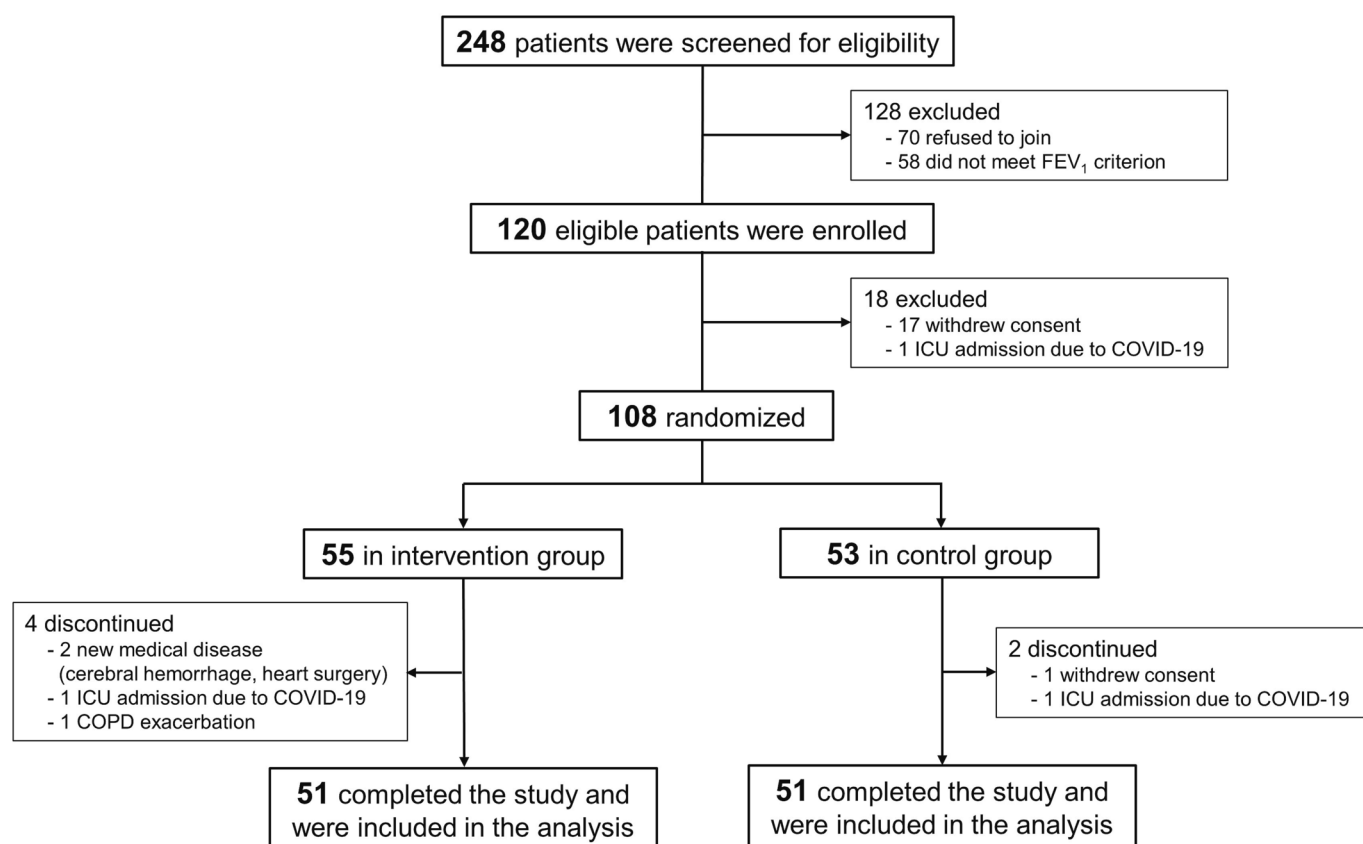 248 patients were screened for eligibility
128 excluded
- 70 refused to join
- 58 did not meet FEV₁ criterion
120 eligible patients were enrolled
18 excluded
- 17 withdrew consent
- 1 ICU admission due to COVID-19
108 randomized
55 in intervention group
53 in control group
4 discontinued
- 2 new medical disease
(cerebral hemorrhage, heart surgery)
- 1 ICU admission due to COVID-19
- 1 COPD exacerbation
2 discontinued
- 1 withdrew consent
- 1 ICU admission due to COVID-19
51 completed the study and
were included in the analysis
51 completed the study and
were included in the analysis